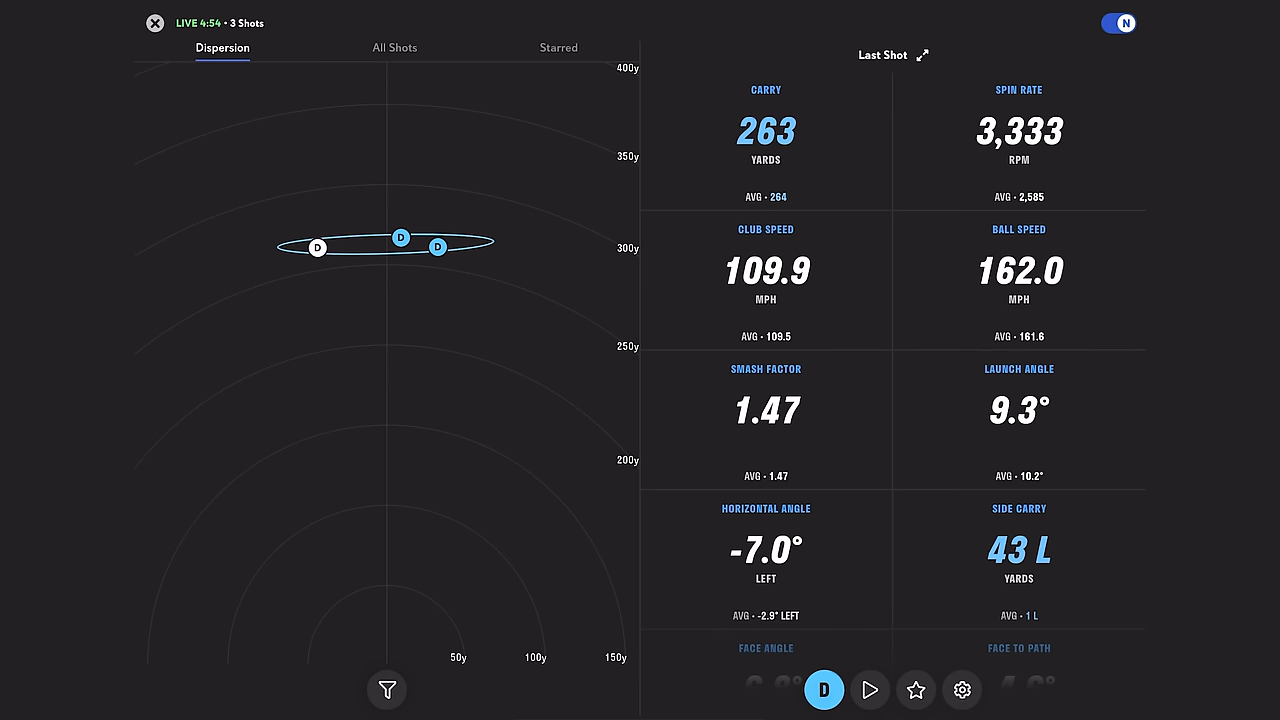 LIVE 4:54 • 3 Shots
N
Dispersion
All Shots
Starred
Last Shot
400y
350y
300y
250y
200y
50y
100y
150y
D
D
D
CARRY
263
YARDS
AVG • 264
SPIN RATE
3,333
RPM
AVG • 2,585
CLUB SPEED
109.9
MPH
AVG • 109.5
BALL SPEED
162.0
MPH
AVG • 161.6
SMASH FACTOR
1.47
AVG • 1.47
LAUNCH ANGLE
9.3°
AVG • 10.2°
HORIZONTAL ANGLE
-7.0°
LEFT
AVG • -2.9° LEFT
SIDE CARRY
43 L
YARDS
AVG • 1 L
FACE ANGLE
FACE TO PATH
D